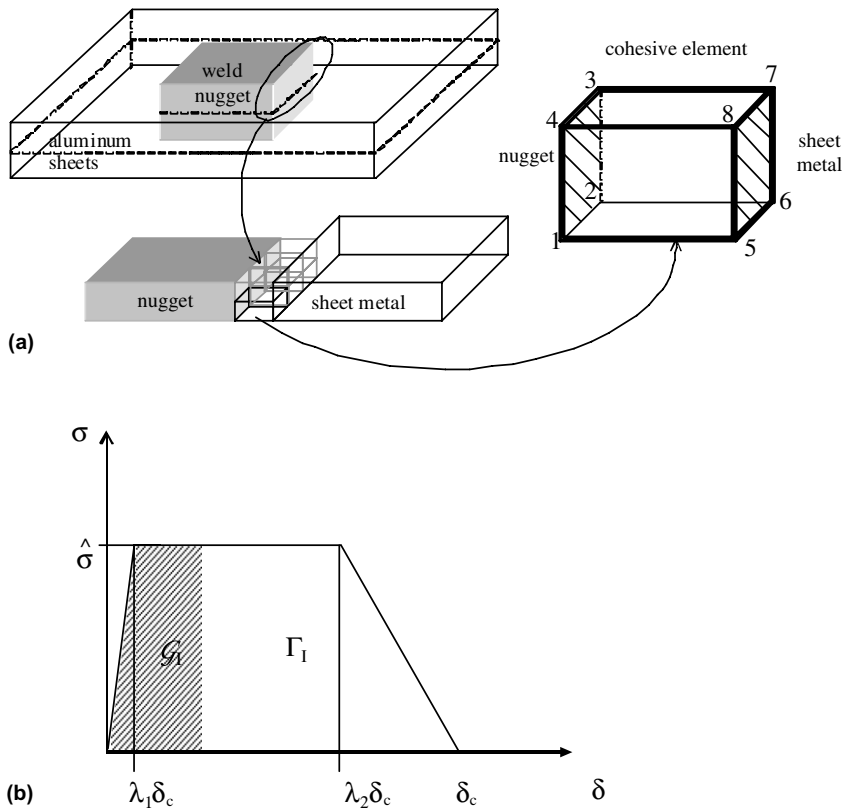 weld
nugget
aluminum
sheets
nugget
sheet metal
(a)
cohesive element
3
7
4
8
nugget
sheet
metal
2
6
1
5
σ
σ̂
𝒢I
ΓI
(b)
λ1δc
λ2δc
δc
δ